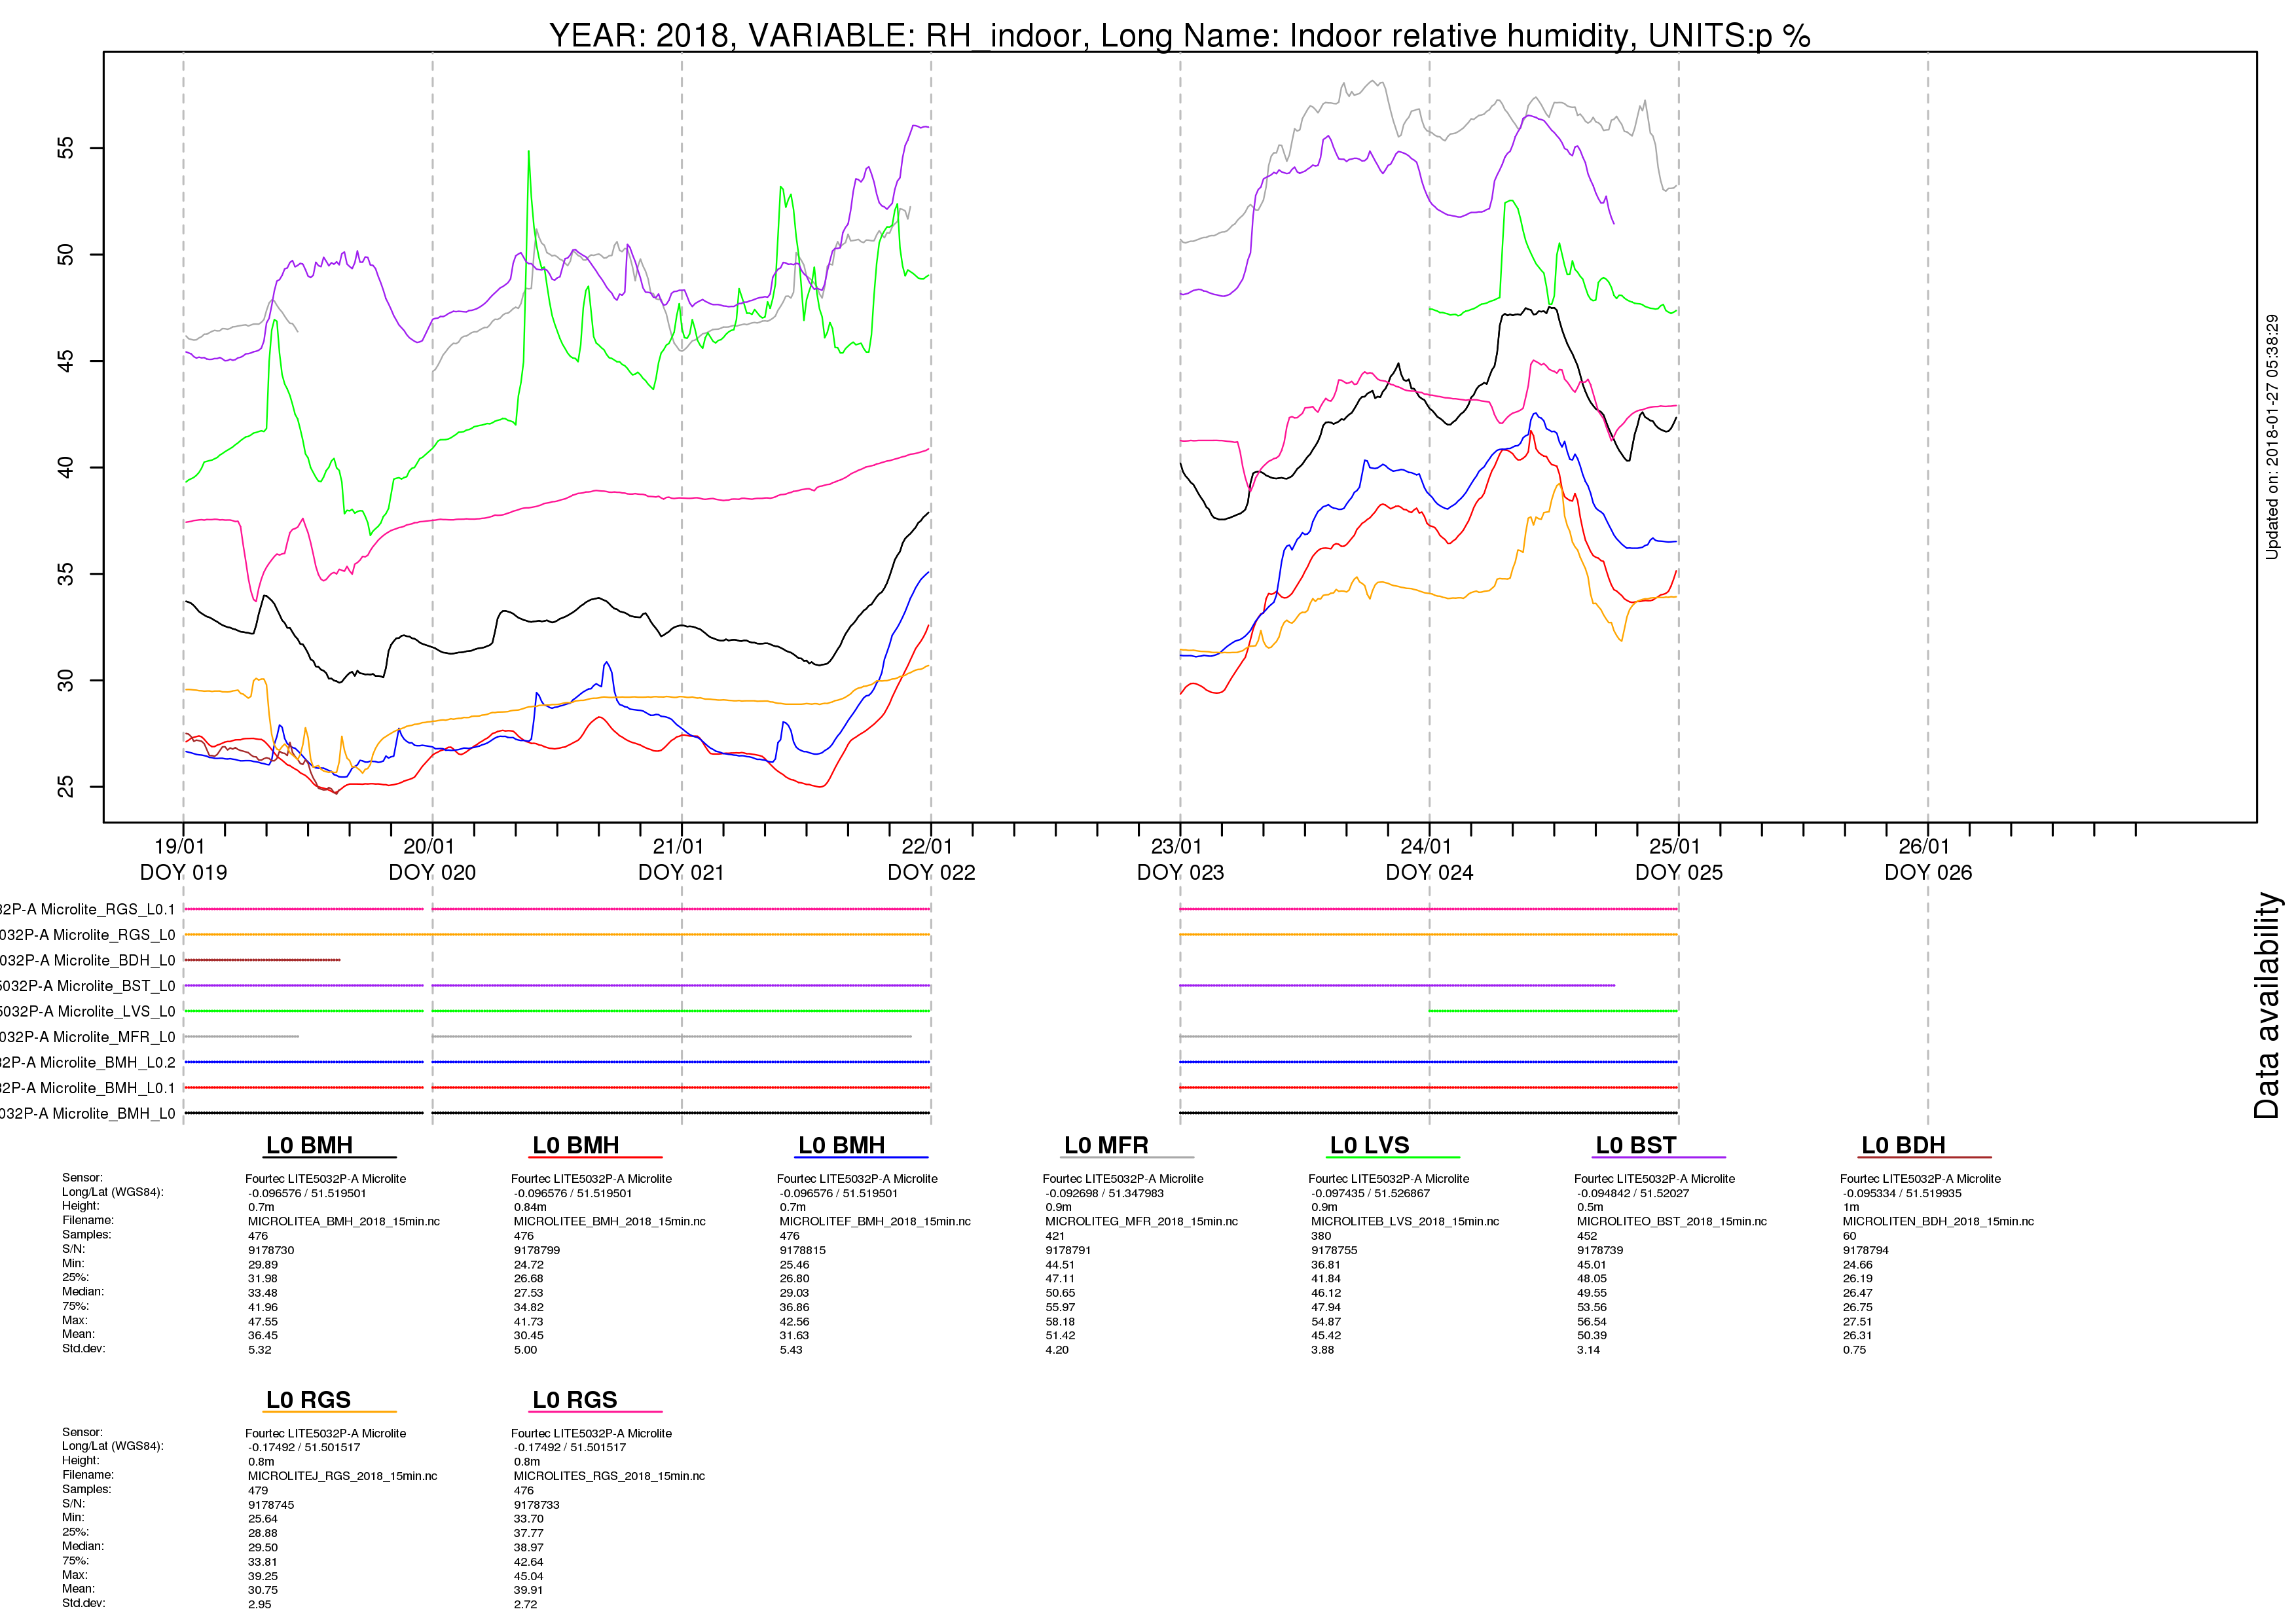 YEAR: 2018, VARIABLE: RH_indoor, Long Name: Indoor relative humidity, UNITS:p %
55
50
45
40
35
30
25
Updated on: 2018-01-27 05:38:29
19/01 20/01 21/01 22/01 23/01 24/01 25/01 26/01
DOY 019 DOY 020 DOY 021 DOY 022 DOY 023 DOY 024 DOY 025 DOY 026
32P-A Microlite_RGS_L0.1
032P-A Microlite_RGS_L0
032P-A Microlite_BDH_L0
5032P-A Microlite_BST_L0
5032P-A Microlite_LVS_L0
032P-A Microlite_MFR_L0
32P-A Microlite_BMH_L0.2
32P-A Microlite_BMH_L0.1
032P-A Microlite_BMH_L0
Data availability
L0 BMH L0 BMH L0 BMH L0 MFR L0 LVS L0 BST L0 BDH
Sensor: Fourtec LITE5032P-A Microlite Fourtec LITE5032P-A Microlite Fourtec LITE5032P-A Microlite Fourtec LITE5032P-A Microlite Fourtec LITE5032P-A Microlite Fourtec LITE5032P-A Microlite Fourtec LITE5032P-A Microlite
Long/Lat (WGS84): -0.096576 / 51.519501 -0.096576 / 51.519501 -0.096576 / 51.519501 -0.092698 / 51.347983 -0.097435 / 51.526867 -0.094842 / 51.52027 -0.095334 / 51.519935
Height: 0.7m 0.84m 0.7m 0.9m 0.9m 0.5m 1m
Filename: MICROLITEA_BMH_2018_15min.nc MICROLITEE_BMH_2018_15min.nc MICROLITEF_BMH_2018_15min.nc MICROLITEG_MFR_2018_15min.nc MICROLITEB_LVS_2018_15min.nc MICROLITEO_BST_2018_15min.nc MICROLITEN_BDH_2018_15min.nc
Samples: 476 476 476 421 380 452 60
S/N: 9178730 9178799 9178815 9178791 9178755 9178739 9178794
Min: 29.89 24.72 25.46 44.51 36.81 45.01 24.66
25%: 31.98 26.68 26.80 47.11 41.84 48.05 26.19
Median: 33.48 27.53 29.03 50.65 46.12 49.55 26.47
75%: 41.96 34.82 36.86 55.97 47.94 53.56 26.75
Max: 47.55 41.73 42.56 58.18 54.87 56.54 27.51
Mean: 36.45 30.45 31.63 51.42 45.42 50.39 26.31
Std.dev: 5.32 5.00 5.43 4.20 3.88 3.14 0.75
L0 RGS L0 RGS
Sensor: Fourtec LITE5032P-A Microlite Fourtec LITE5032P-A Microlite
Long/Lat (WGS84): -0.17492 / 51.501517 -0.17492 / 51.501517
Height: 0.8m 0.8m
Filename: MICROLITEJ_RGS_2018_15min.nc MICROLITES_RGS_2018_15min.nc
Samples: 479 476
S/N: 9178745 9178733
Min: 25.64 33.70
25%: 28.88 37.77
Median: 29.50 38.97
75%: 33.81 42.64
Max: 39.25 45.04
Mean: 30.75 39.91
Std.dev: 2.95 2.72